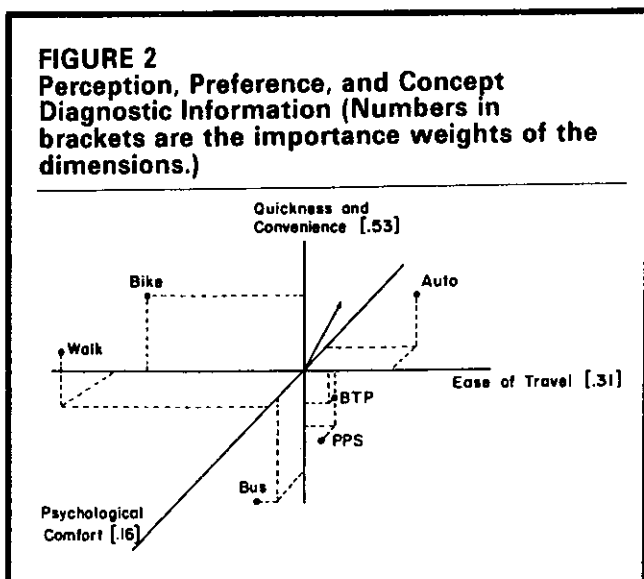 FIGURE 2
Perception, Preference, and Concept
Diagnostic Information (Numbers in
brackets are the importance weights of the
dimensions.)
Quickness and
Convenience [.53]
Bike
Auto
Walk
Ease of Travel [.31]
BTP
PPS
Bus
Psychological
Comfort [.16]